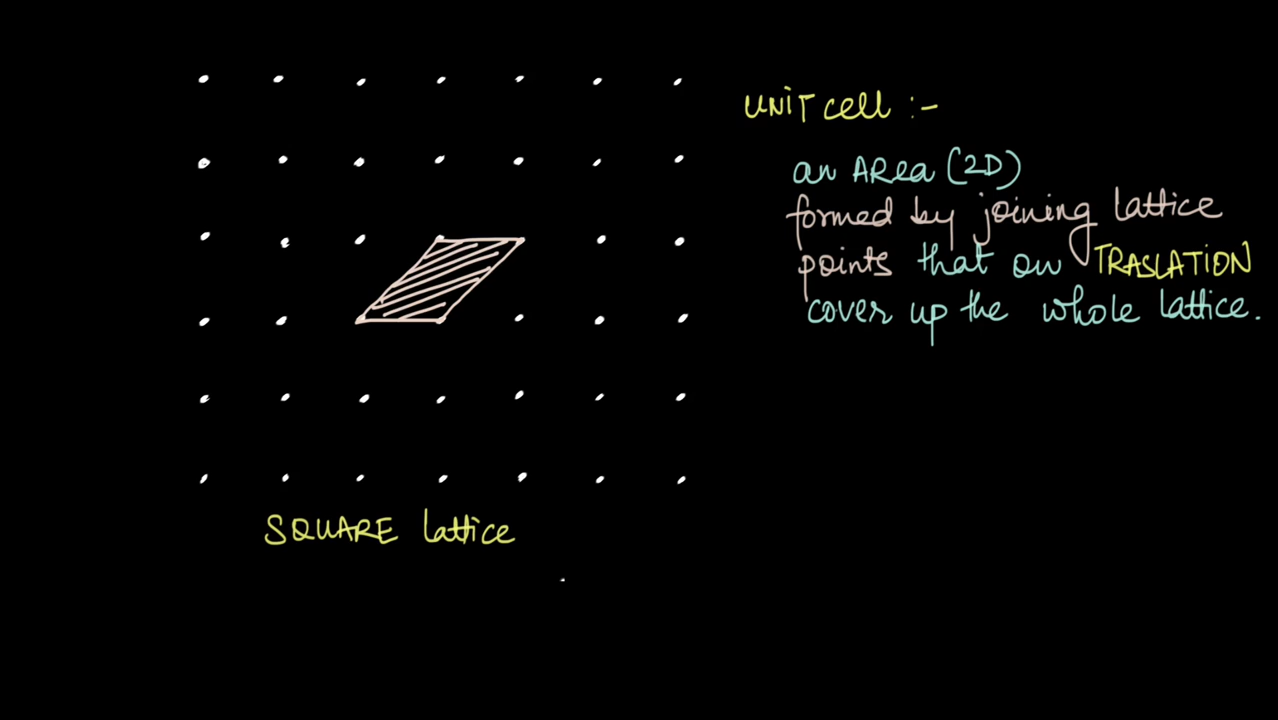 UNIT cell :-
an AREa (2D)
formed by joining lattice
points that on TRASLATION
cover up the whole lattice.
SQUARE lattice